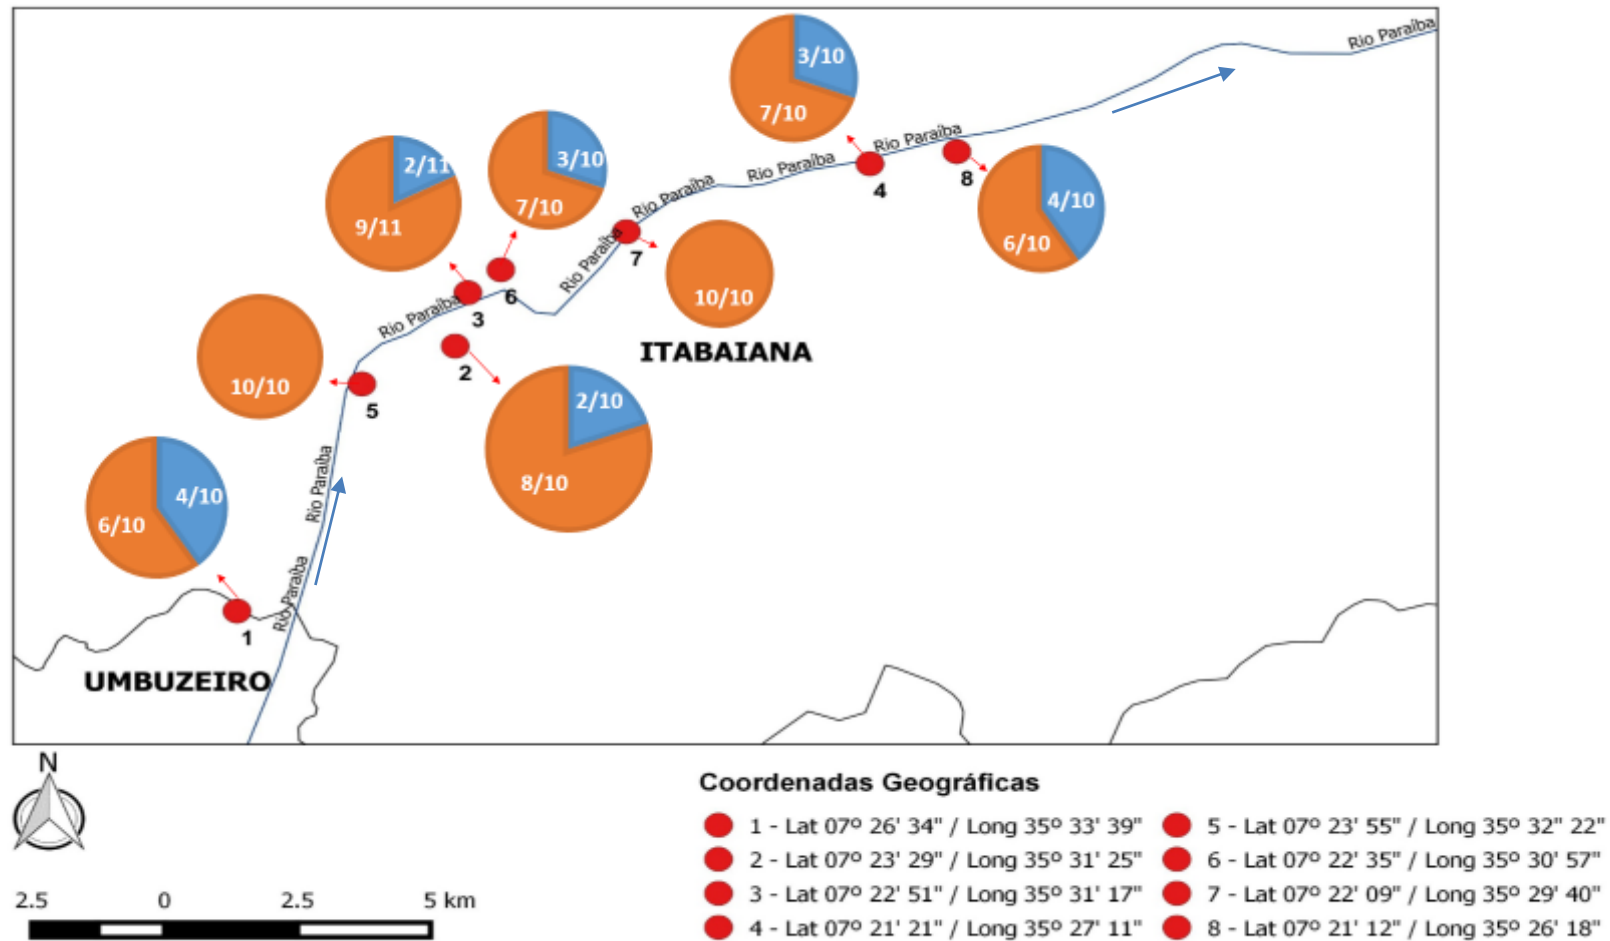 Rio Paraíba
3/10
7/10
3/10
7/10
2/11
9/11
Rio Paraíba
4
Rio Paraíba
8
4/10
6/10
Rio Paraíba
Rio Paraíba
7
10/10
Rio Paraíba
6
3
Rio Paraíba
2
ITABAIANA
10/10
5
2/10
8/10
Rio Paraíba
4/10
6/10
Rio Paraíba
1
UMBUZEIRO
N
2.5 0 2.5 5 km
Coordenadas Geográficas
1 - Lat 07º 26' 34" / Long 35º 33' 39"
2 - Lat 07º 23' 29" / Long 35º 31' 25"
3 - Lat 07º 22' 51" / Long 35º 31' 17"
4 - Lat 07º 21' 21" / Long 35º 27' 11"
5 - Lat 07º 23' 55" / Long 35º 32" 22"
6 - Lat 07º 22' 35" / Long 35º 30' 57"
7 - Lat 07º 22' 09" / Long 35º 29' 40"
8 - Lat 07º 21' 12" / Long 35º 26' 18"